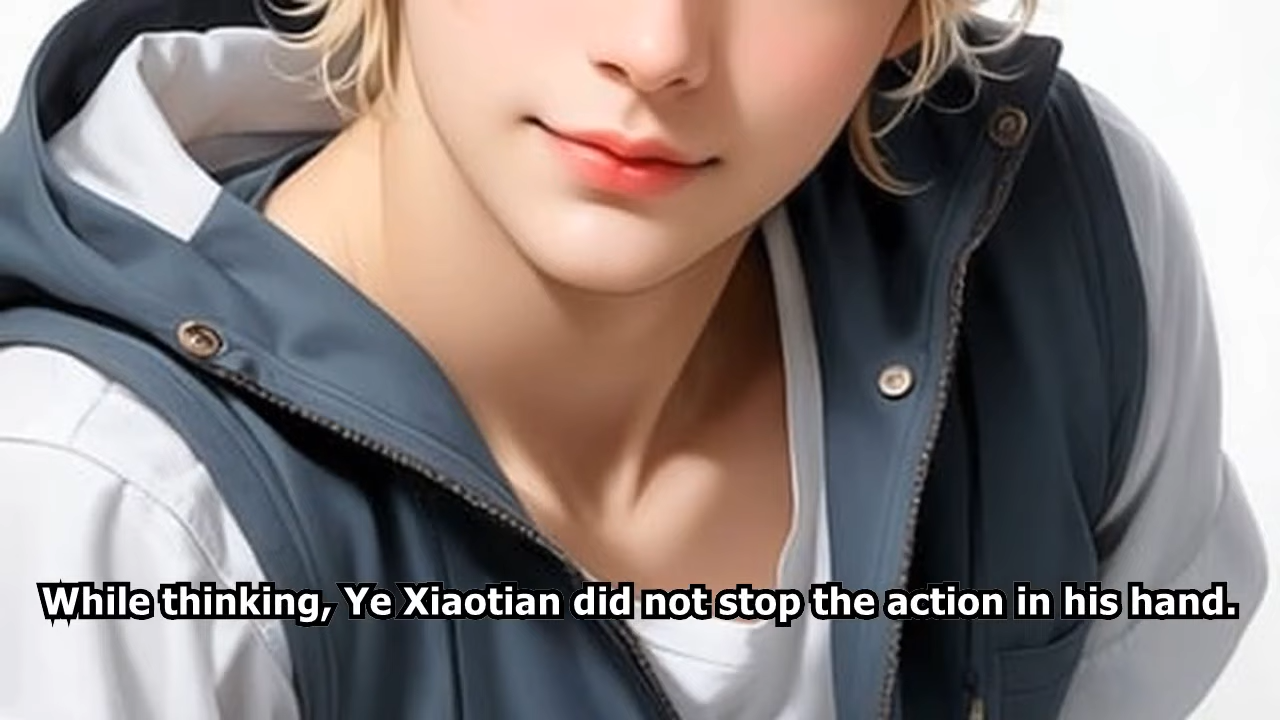 While thinking, Ye Xiaotian did not stop the action in his hand.